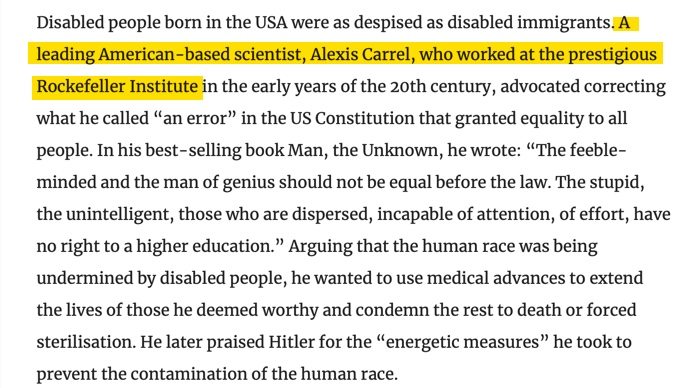 Disabled people born in the USA were as despised as disabled immigrants. A
leading American-based scientist, Alexis Carrel, who worked at the prestigious
Rockefeller Institute in the early years of the 20th century, advocated correcting
what he called “an error” in the US Constitution that granted equality to all
people. In his best-selling book Man, the Unknown, he wrote: “The feeble-
minded and the man of genius should not be equal before the law. The stupid,
the unintelligent, those who are dispersed, incapable of attention, of effort, have
no right to a higher education.” Arguing that the human race was being
undermined by disabled people, he wanted to use medical advances to extend
the lives of those he deemed worthy and condemn the rest to death or forced
sterilisation. He later praised Hitler for the “energetic measures” he took to
prevent the contamination of the human race.